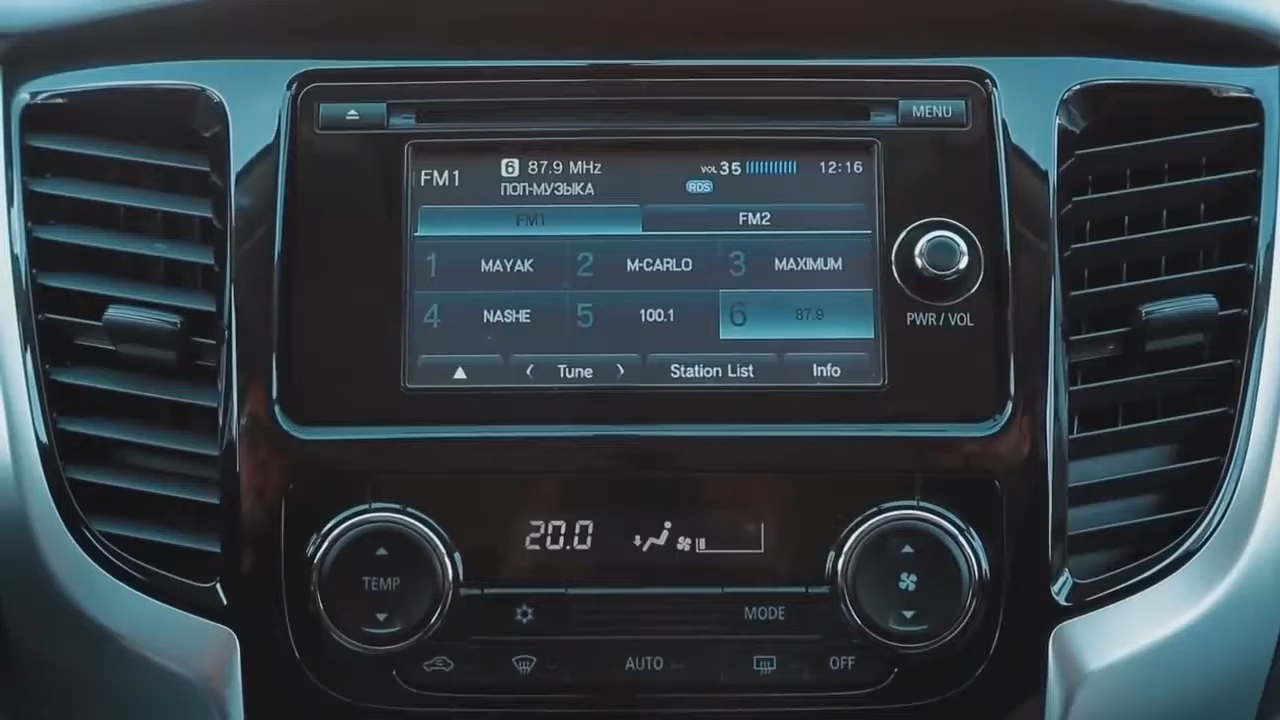 MENU
FM1 6 87.9 MHz VOL 35 12:16
ПОП-МУЗЫКА RDS
FM1 FM2
1 MAYAK 2 M-CARLO 3 MAXIMUM
4 NASHE 5 100.1 6 87.9
Tune Station List Info
PWR / VOL
20.0
TEMP
MODE
AUTO OFF